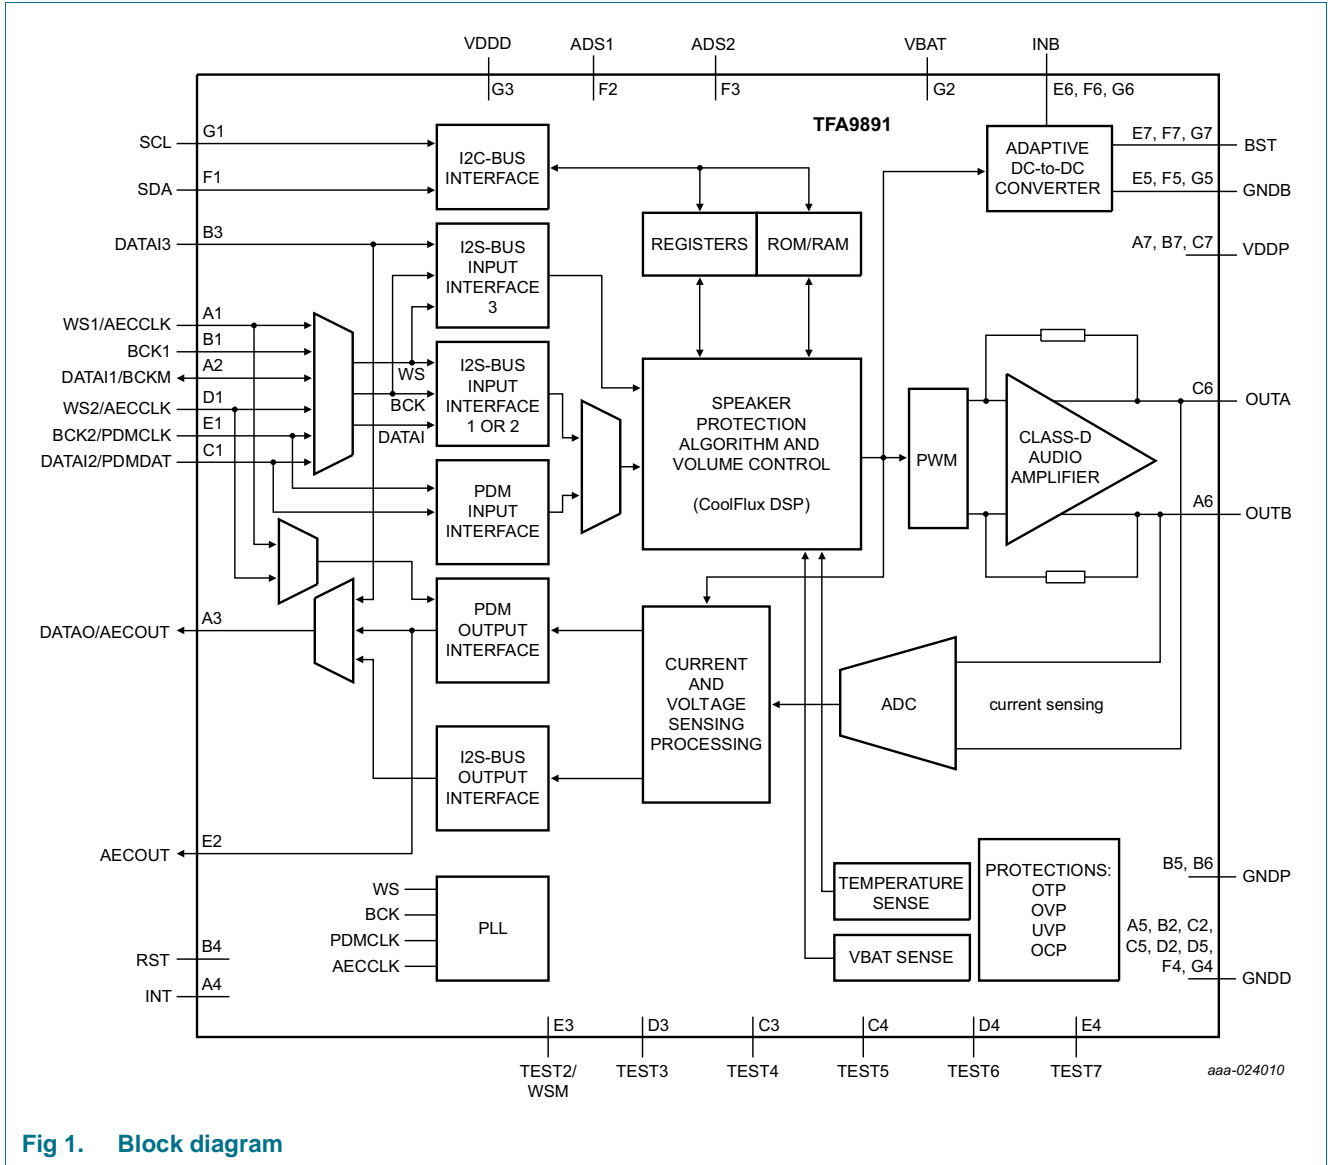 VDDD
ADS1
ADS2
VBAT
INB
G3
F2
F3
G2
E6, F6, G6
TFA9891
SCL
G1
SDA
F1
DATAI3
B3
WS1/AECCLK
A1
BCK1
B1
DATAI1/BCKM
A2
WS2/AECCLK
D1
BCK2/PDMCLK
E1
DATAI2/PDMDAT
C1
DATAO/AECOUT
A3
AECOUT
E2
RST
B4
INT
A4
I2C-BUS
INTERFACE
I2S-BUS
INPUT
INTERFACE
3
WS
BCK
DATAI
I2S-BUS
INPUT
INTERFACE
1 OR 2
PDM
INPUT
INTERFACE
PDM
OUTPUT
INTERFACE
I2S-BUS
OUTPUT
INTERFACE
WS
BCK
PDMCLK
AECCLK
PLL
REGISTERS
ROM/RAM
SPEAKER
PROTECTION
ALGORITHM AND
VOLUME CONTROL
(CoolFlux DSP)
CURRENT
AND
VOLTAGE
SENSING
PROCESSING
ADAPTIVE
DC-to-DC
CONVERTER
E7, F7, G7
BST
E5, F5, G5
GNDB
A7, B7, C7
VDDP
PWM
CLASS-D
AUDIO
AMPLIFIER
C6
OUTA
A6
OUTB
ADC
current sensing
TEMPERATURE
SENSE
VBAT SENSE
PROTECTIONS:
OTP
OVP
UVP
OCP
B5, B6
GNDP
A5, B2, C2,
C5, D2, D5,
F4, G4
GNDD
E3
D3
C3
C4
D4
E4
TEST2/
WSM
TEST3
TEST4
TEST5
TEST6
TEST7
aaa-024010
Fig 1. Block diagram